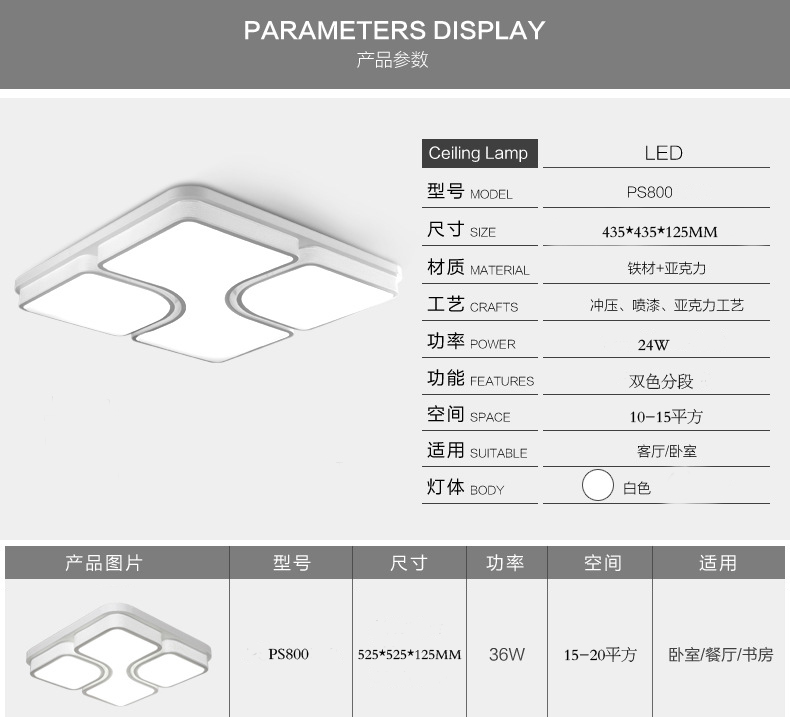 PARAMETERS DISPLAY
产品参数
Ceiling Lamp LED
型号 MODEL PS800
尺寸 SIZE 435*435*125MM
材质 MATERIAL 铁材+亚克力
工艺 CRAFTS 冲压、喷漆、亚克力工艺
功率 POWER 24W
功能 FEATURES 双色分段
空间 SPACE 10-15平方
适用 SUITABLE 客厅/卧室
灯体 BODY 白色
产品图片 型号 尺寸 功率 空间 适用
PS800 525*525*125MM 36W 15-20平方 卧室/餐厅/书房